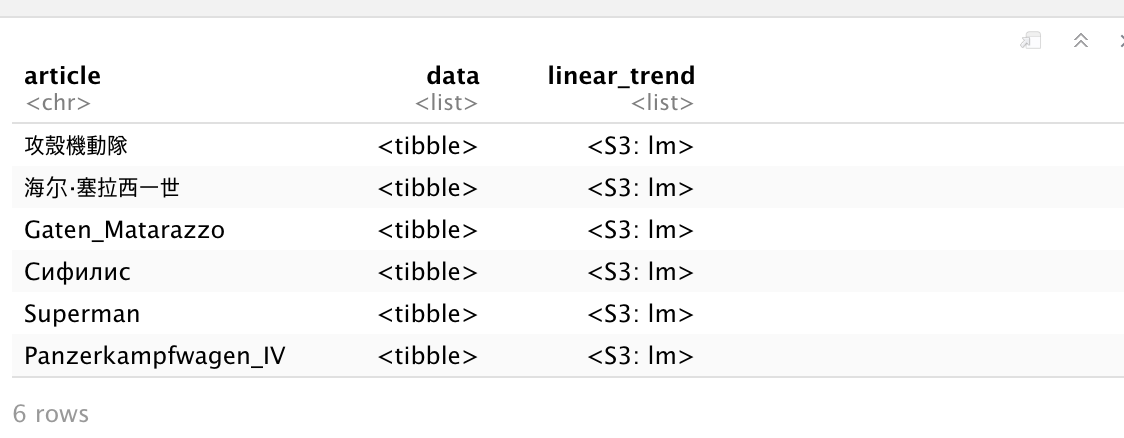 article data linear_trend
<chr> <list> <list>
攻殼機動隊 <tibble> <S3: lm>
海尔·塞拉西一世 <tibble> <S3: lm>
Gaten_Matarazzo <tibble> <S3: lm>
Сифилис <tibble> <S3: lm>
Superman <tibble> <S3: lm>
Panzerkampfwagen_IV <tibble> <S3: lm>
6 rows